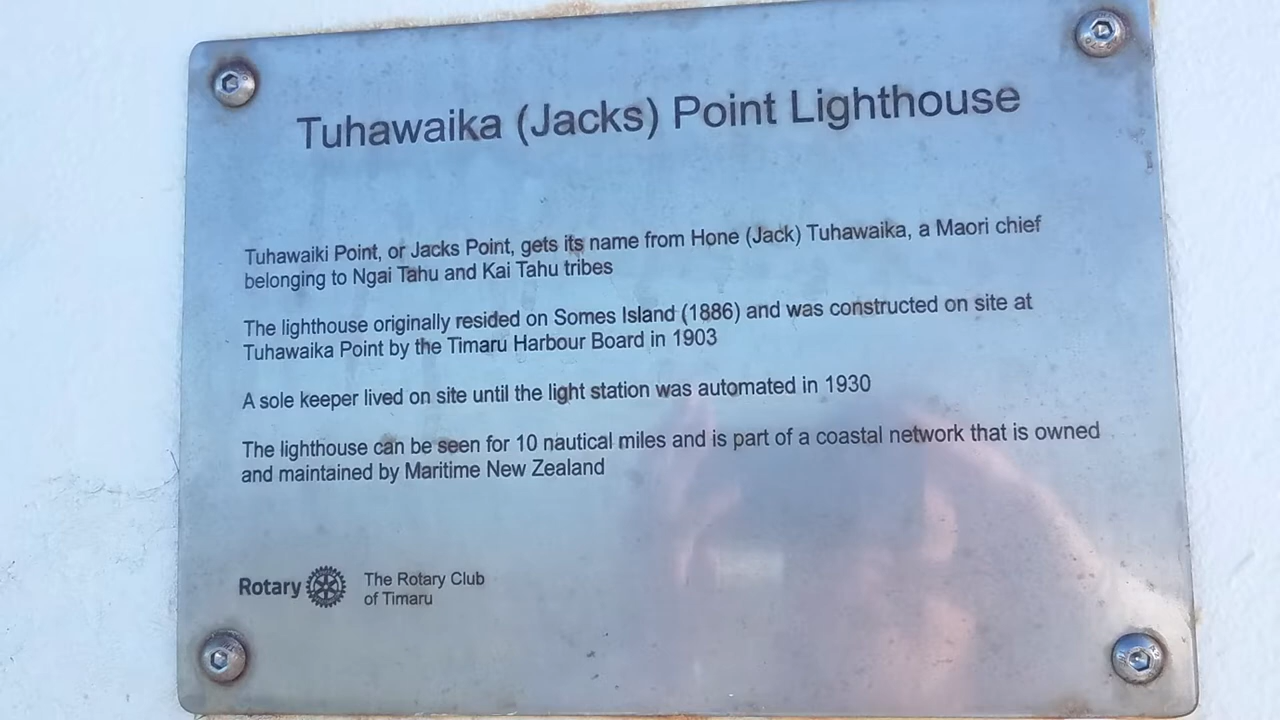 Tuhawaika (Jacks) Point Lighthouse
Tuhawaiki Point, or Jacks Point, gets its name from Hone (Jack) Tuhawaika, a Maori chief
belonging to Ngai Tahu and Kai Tahu tribes
The lighthouse originally resided on Somes Island (1886) and was constructed on site at
Tuhawaika Point by the Timaru Harbour Board in 1903
A sole keeper lived on site until the light station was automated in 1930
The lighthouse can be seen for 10 nautical miles and is part of a coastal network that is owned
and maintained by Maritime New Zealand
Rotary
The Rotary Club
of Timaru